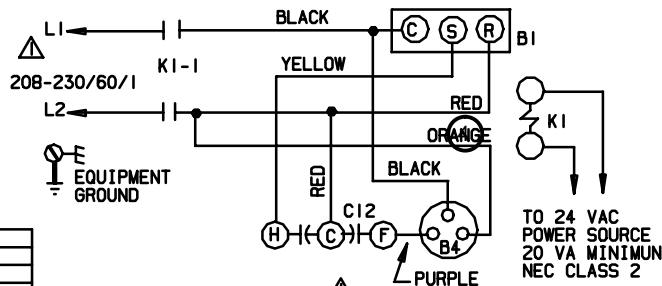 BLACK
L1
C S R
B1
1
K1-1
YELLOW
208-230/60/1
L2
RED
K1
ORANGE
EQUIPMENT
GROUND
RED
BLACK
C12
H C F
B4
PURPLE
TO 24 VAC
POWER SOURCE
20 VA MINIMUN
NEC CLASS 2